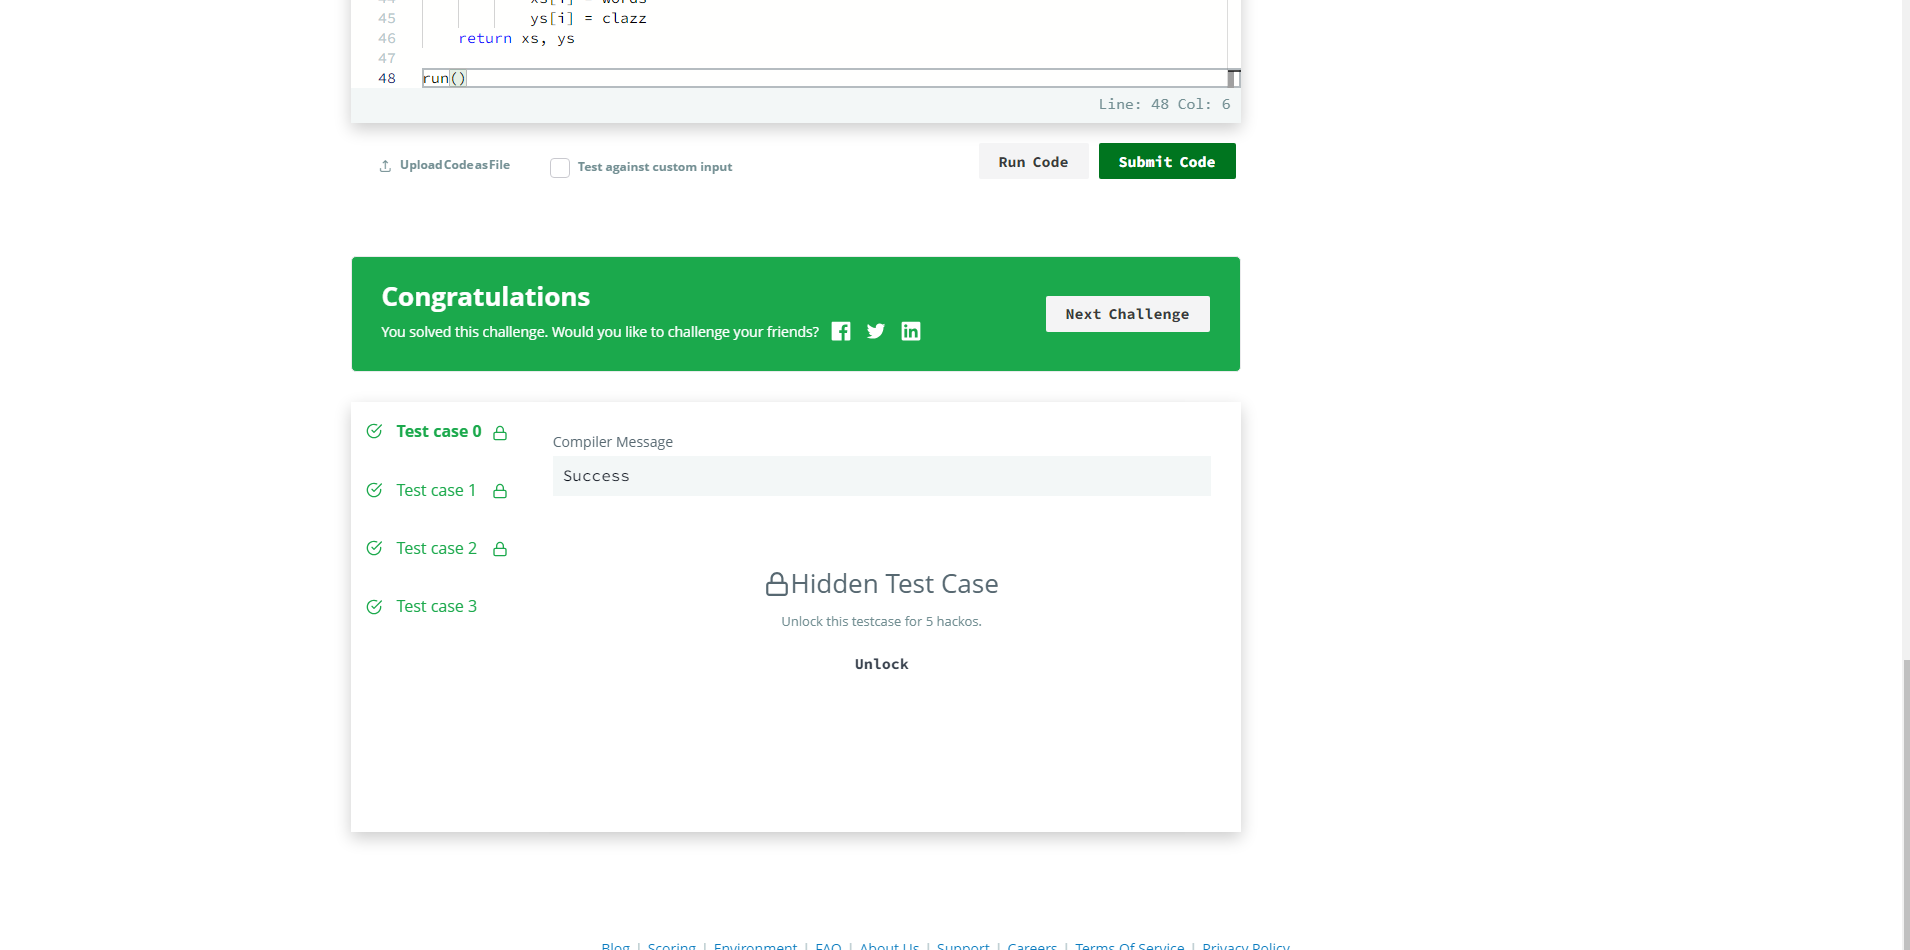 44 xs[i] = words
45 ys[i] = clazz
46 return xs, ys
47
48 run()
Line: 48 Col: 6
Upload Code as File
Test against custom input
Run Code
Submit Code
Congratulations
You solved this challenge. Would you like to challenge your friends?
Next Challenge
Test case 0
Test case 1
Test case 2
Test case 3
Compiler Message
Success
Hidden Test Case
Unlock this testcase for 5 hackos.
Unlock
Blog | Scoring | Environment | FAQ | About Us | Support | Careers | Terms Of Service | Privacy Policy